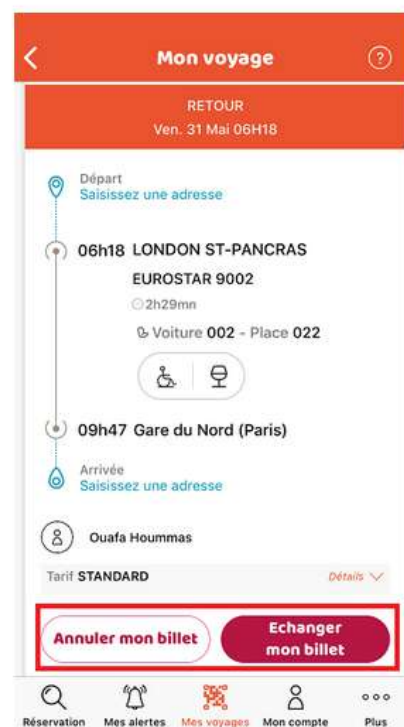 Mon voyage
?
RETOUR
Ven. 31 Mai 06H18
Départ
Saisissez une adresse
06h18 LONDON ST-PANCRAS
EUROSTAR 9002
2h29mn
Voiture 002 - Place 022
09h47 Gare du Nord (Paris)
Arrivée
Saisissez une adresse
Ouafa Hoummas
Tarif STANDARD Détails
Annuler mon billet
Echanger
mon billet
Réservation Mes alertes Mes voyages Mon compte Plus